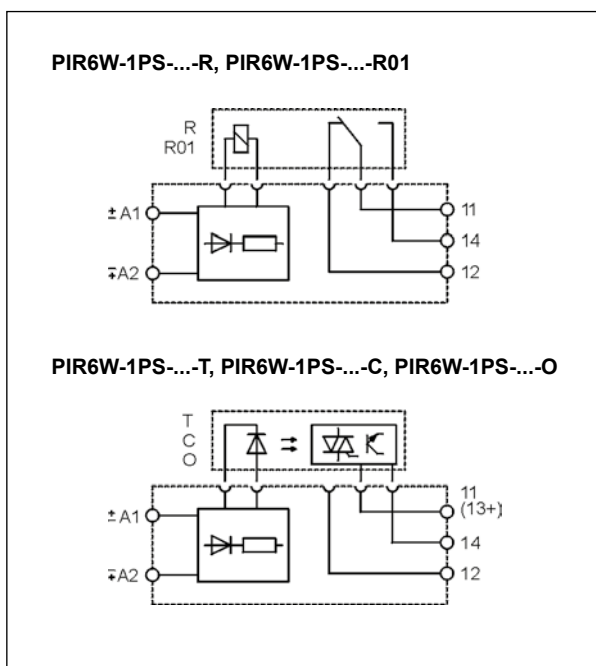 PIR6W-1PS-...-R, PIR6W-1PS-...-R01
R
R01
± A1
11
14
∓ A2
12
PIR6W-1PS-...-T, PIR6W-1PS-...-C, PIR6W-1PS-...-O
T
C
O
11
(13+)
± A1
14
∓ A2
12